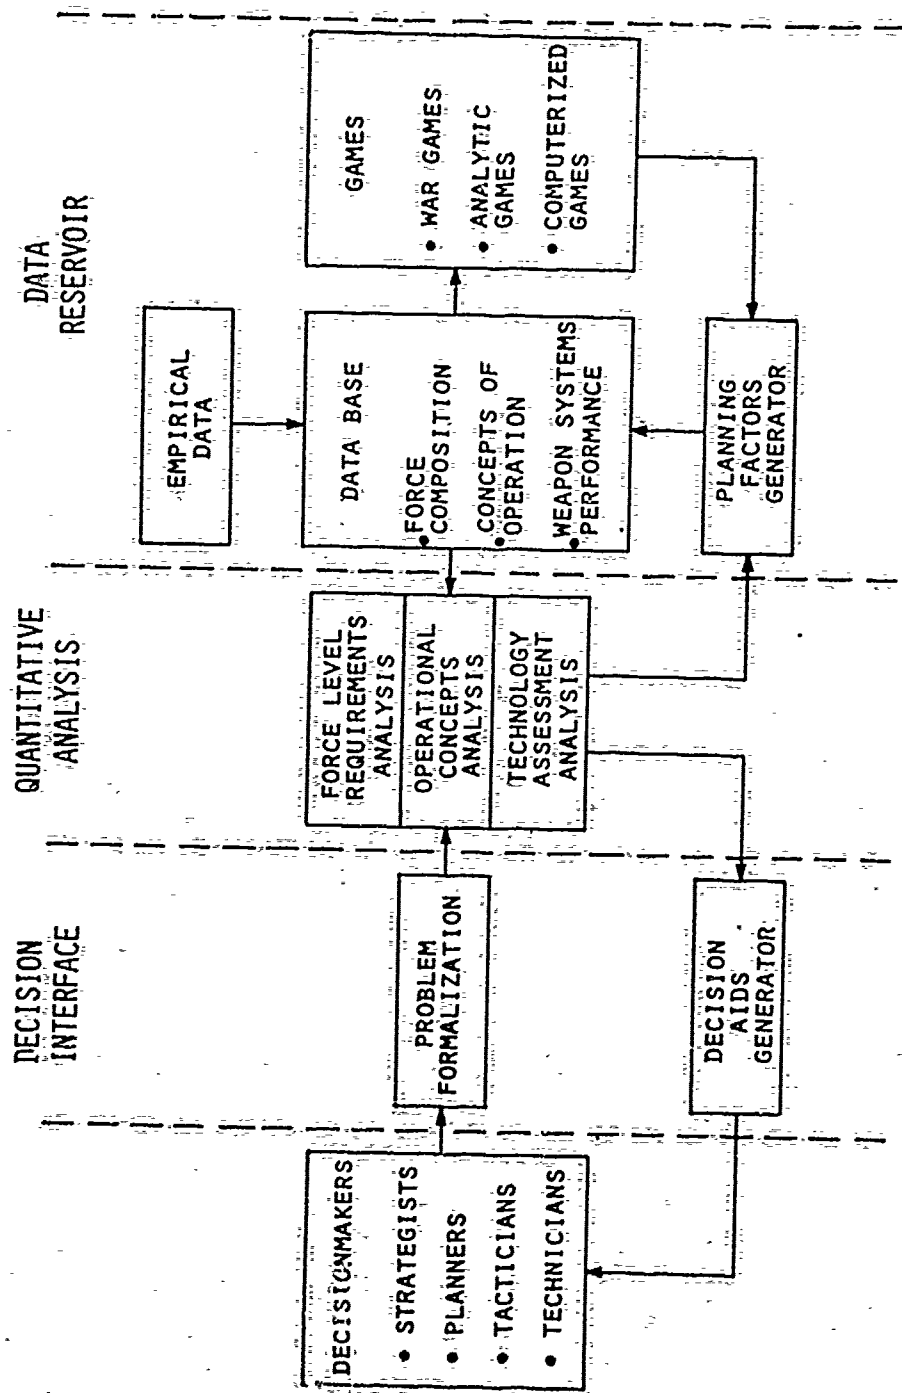 DECISION
INTERFACE
QUANTITATIVE
ANALYSIS
DATA
RESERVOIR
DECISIONMAKERS
• STRATEGISTS
• PLANNERS
• TACTICIANS
• TECHNICIANS
PROBLEM
FORMALIZATION
DECISION
AIDS
GENERATOR
FORCE LEVEL
REQUIREMENTS
ANALYSIS
OPERATIONAL
CONCEPTS
ANALYSIS
TECHNOLOGY
ASSESSMENT
ANALYSIS
EMPIRICAL
DATA
DATA BASE
• FORCE
COMPOSITION
• CONCEPTS OF
OPERATION
• WEAPON SYSTEMS
PERFORMANCE
PLANNING
FACTORS
GENERATOR
GAMES
• WAR GAMES
• ANALYTIC
GAMES
• COMPUTERIZED
GAMES